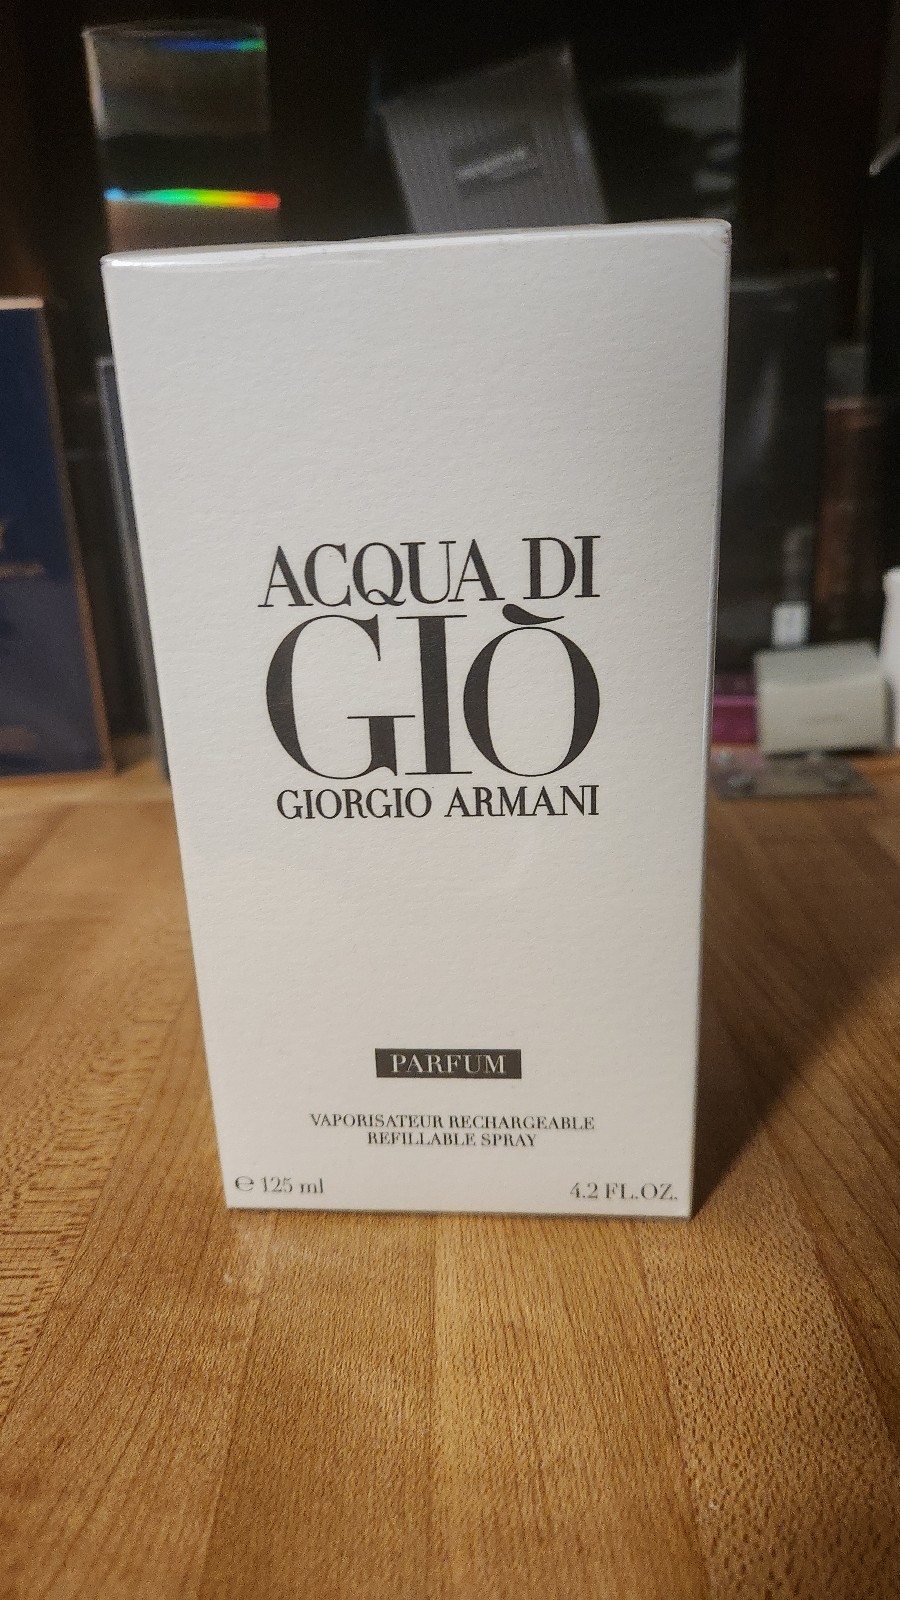 ACQUA DI
GIÒ
GIORGIO ARMANI
PARFUM
VAPORISATEUR RECHARGEABLE
REFILLABLE SPRAY
℮ 125 ml
4.2 FL.OZ.